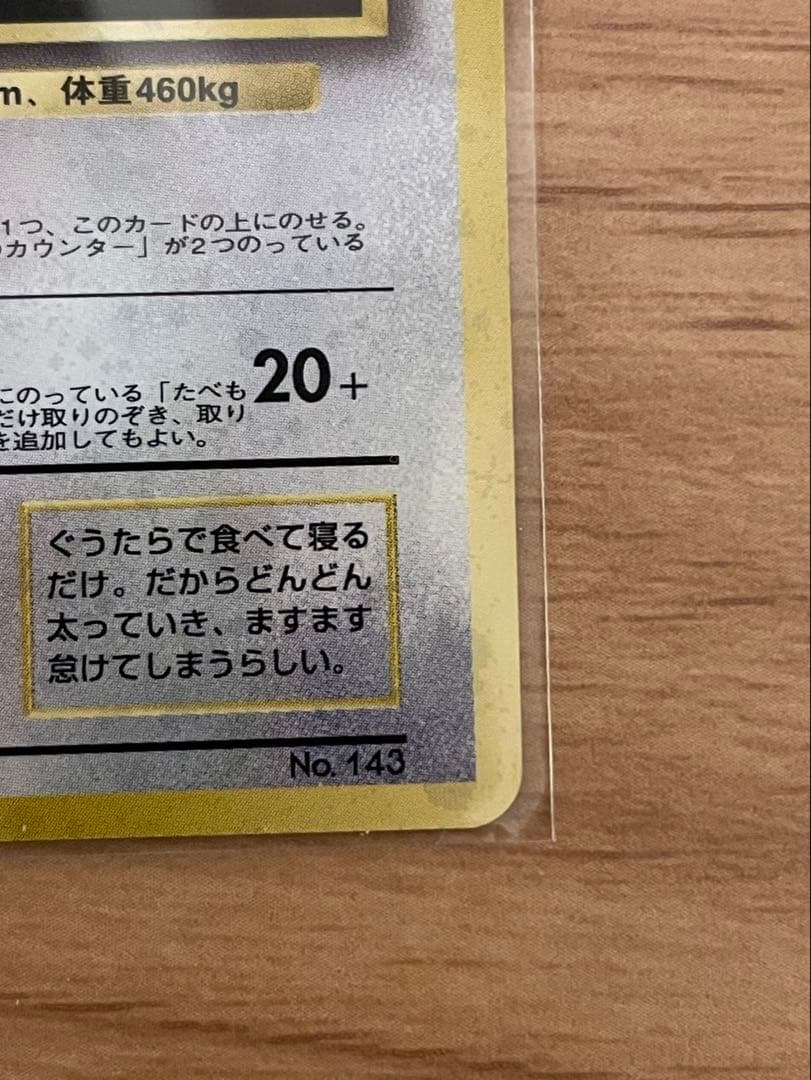 m、体重460kg
1つ、このカードの上にのせる。
カウンター」が2つのっている
にのっている「たべも
20+
だけ取りのぞき、取り
を追加してもよい。
ぐうたらで食べて寝る
だけ。だからどんどん
太っていき、ますます
怠けてしまうらしい。
No. 143